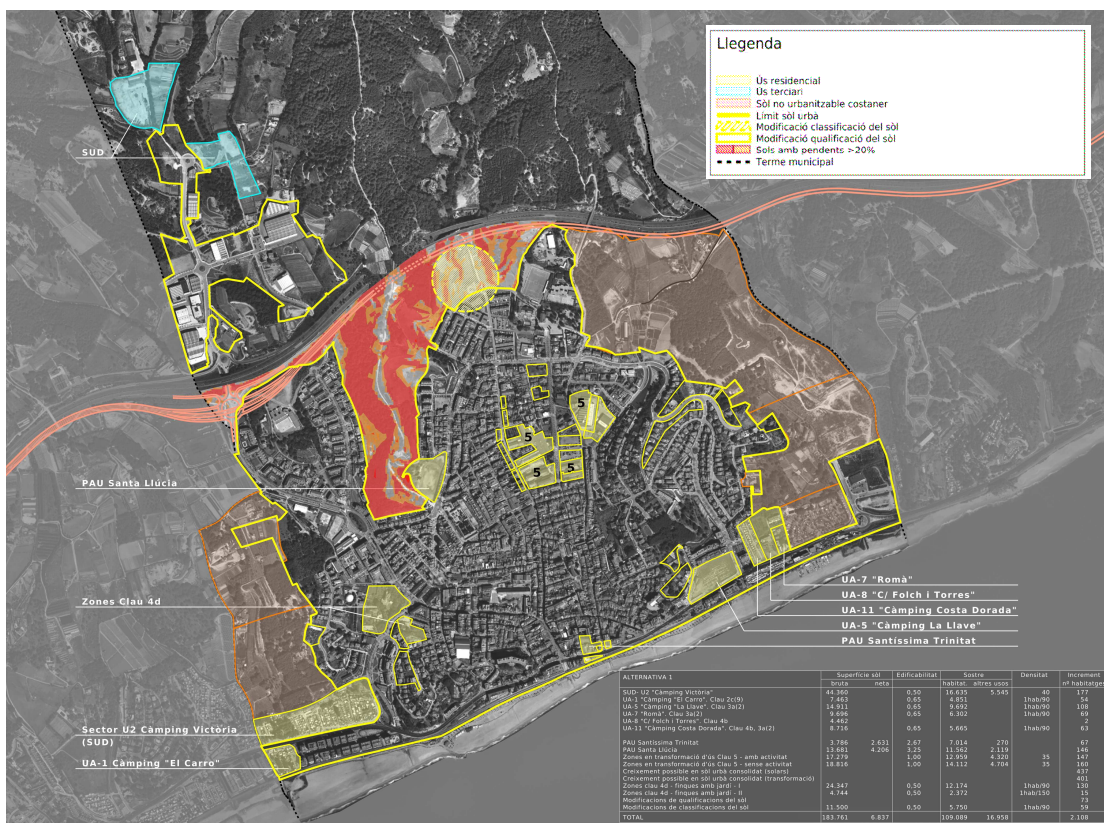 Llegenda
Ús residencial
Ús terciari
Sòl no urbanitzable costaner
Límit sòl urbà
Modificació classificació del sòl
Modificació qualificació del sòl
Sols amb pendents >20%
Terme municipal
SUD
5
5
5
5
PAU Santa Llúcia
Zones Clau 4d
Sector U2 Càmping Victòria
(SUD)
UA-1 Càmping "El Carro"
UA-7 "Romà"
UA-8 "C/ Folch i Torres"
UA-11 "Càmping Costa Dorada"
UA-5 "Càmping La Llave"
PAU Santíssima Trinitat
ALTERNATIVA 1 Superfície sòl Edificabilitat Sostre Densitat Increment
bruta neta habitat. altres usos nº habitatges
SUD- U2 "Càmping Victòria" 44.360 0,50 16.635 5.545 40 177
UA-1 "Càmping "El Carro". Clau 2c(9) 7.463 0,65 4.851 1hab/90 54
UA-5 "Càmping "La Llave". Clau 3a(2) 14.911 0,65 9.692 1hab/90 108
UA-7 "Romà". Clau 3a(2) 9.696 0,65 6.302 1hab/90 69
UA-8 "C/ Folch i Torres". Clau 4b 4.462 2
UA-11 "Càmping Costa Dorada". Clau 4b, 3a(2) 8.716 0,65 5.665 1hab/90 63
PAU Santíssima Trinitat 3.786 2.631 2,67 7.014 270 67
PAU Santa Llúcia 13.681 4.206 3,25 11.562 2.119 146
Zones en transformació d'ús Clau 5 - amb activitat 17.279 1,00 12.959 4.320 35 147
Zones en transformació d'ús Clau 5 - sense activitat 18.816 1,00 14.112 4.704 35 160
Creixement possible en sòl urbà consolidat (solars) 437
Creixement possible en sòl urbà consolidat (transformació) 401
Zones clau 4d - finques amb jardí - I 24.347 0,50 12.174 1hab/90 130
Zones clau 4d - finques amb jardí - II 4.744 0,50 2.372 1hab/150 15
Modificacions de qualificacions del sòl 73
Modificacions de classificacions del sòl 11.500 0,50 5.750 1hab/90 59
TOTAL 183.761 6.837 109.089 16.958 2.108